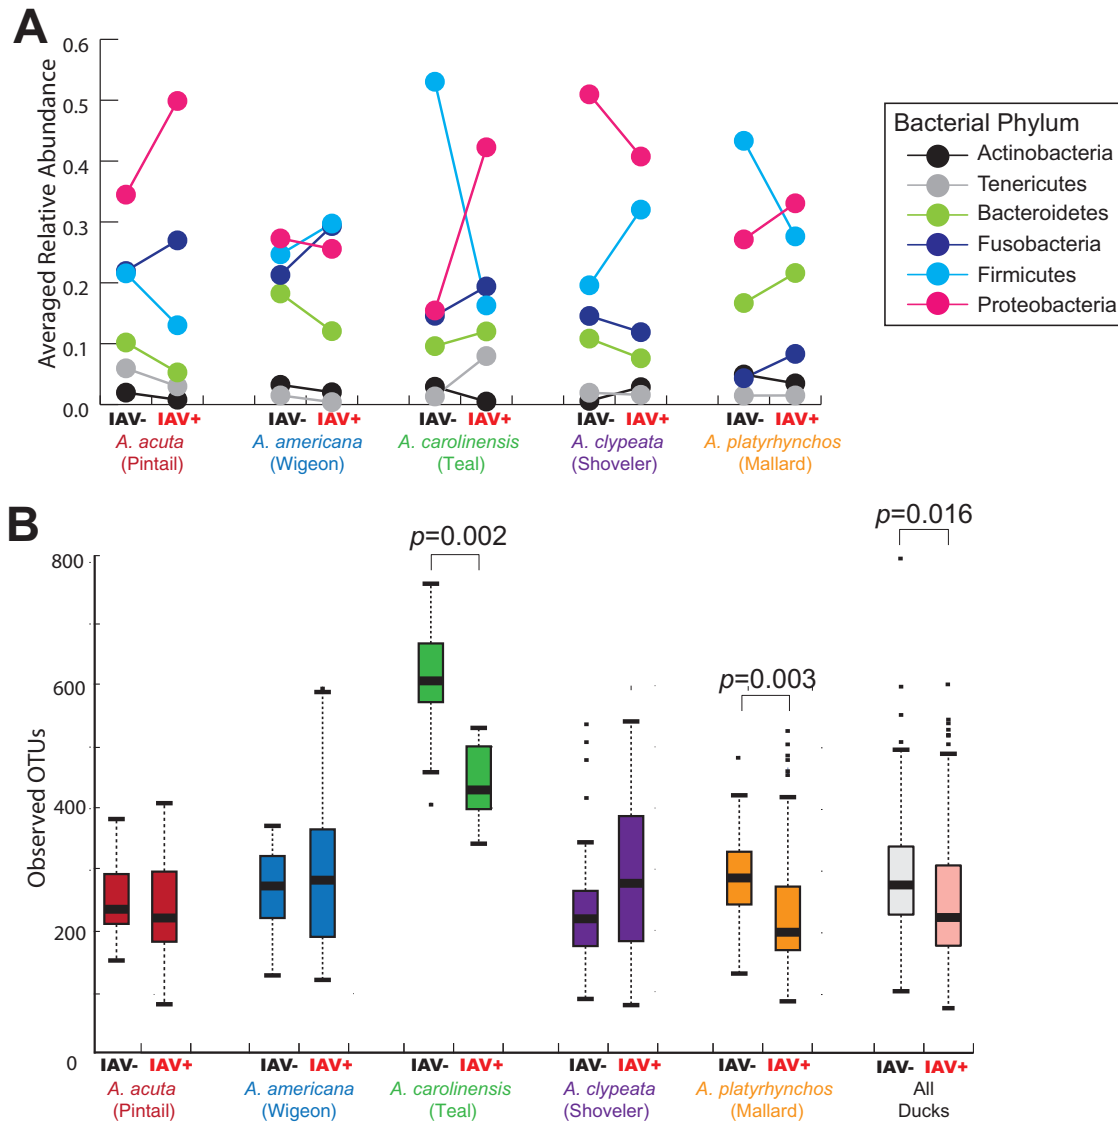 A
Averaged Relative Abundance
0.6
0.5
0.4
0.3
0.2
0.1
0.0
IAV- IAV+ IAV- IAV+ IAV- IAV+ IAV- IAV+ IAV- IAV+
A. acuta A. americana A. carolinensis A. clypeata A. platyrhynchos
(Pintail) (Wigeon) (Teal) (Shoveler) (Mallard)
Bacterial Phylum
Actinobacteria
Tenericutes
Bacteroidetes
Fusobacteria
Firmicutes
Proteobacteria
B
Observed OTUs
800
600
400
200
0
p=0.002
p=0.003
p=0.016
IAV- IAV+ IAV- IAV+ IAV- IAV+ IAV- IAV+ IAV- IAV+ IAV- IAV+
A. acuta A. americana A. carolinensis A. clypeata A. platyrhynchos All
(Pintail) (Wigeon) (Teal) (Shoveler) (Mallard) Ducks